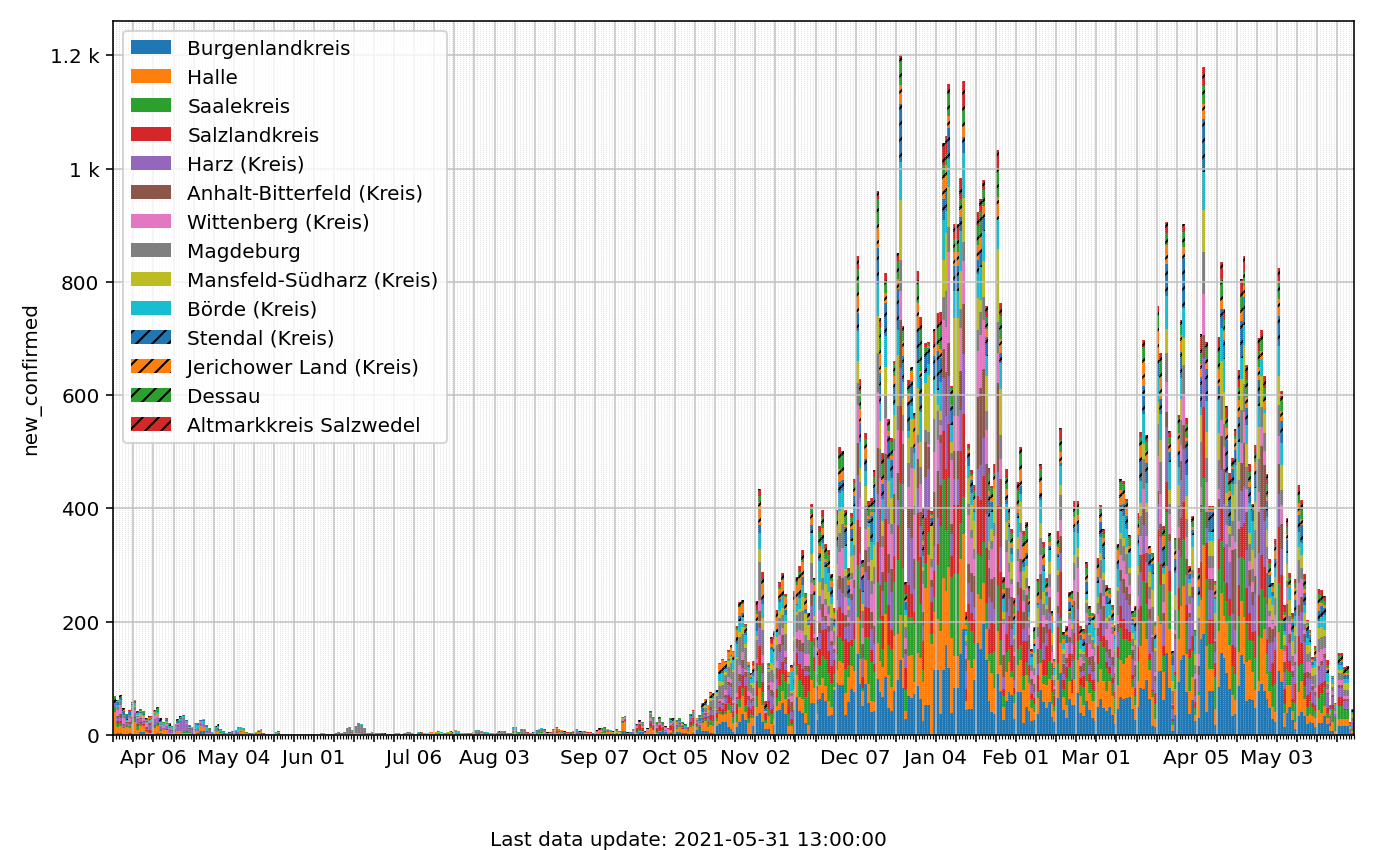 1.2 k
1 k
800
600
400
200
0
new_confirmed
Burgenlandkreis
Halle
Saalekreis
Salzlandkreis
Harz (Kreis)
Anhalt-Bitterfeld (Kreis)
Wittenberg (Kreis)
Magdeburg
Mansfeld-Südharz (Kreis)
Börde (Kreis)
Stendal (Kreis)
Jerichower Land (Kreis)
Dessau
Altmarkkreis Salzwedel
Apr 06 May 04 Jun 01 Jul 06 Aug 03 Sep 07 Oct 05 Nov 02 Dec 07 Jan 04 Feb 01 Mar 01 Apr 05 May 03
Last data update: 2021-05-31 13:00:00